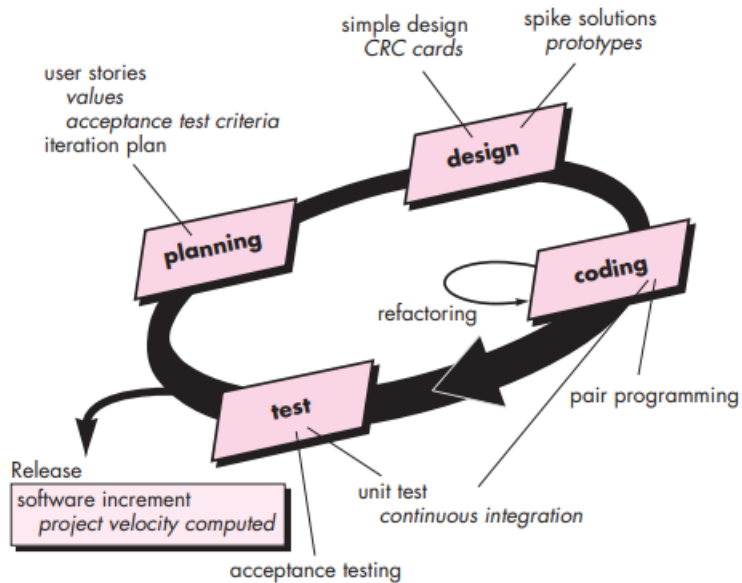 simple design
CRC cards
spike solutions
prototypes
user stories
values
acceptance test criteria
iteration plan
design
planning
coding
refactoring
pair programming
test
Release
software increment
project velocity computed
unit test
continuous integration
acceptance testing